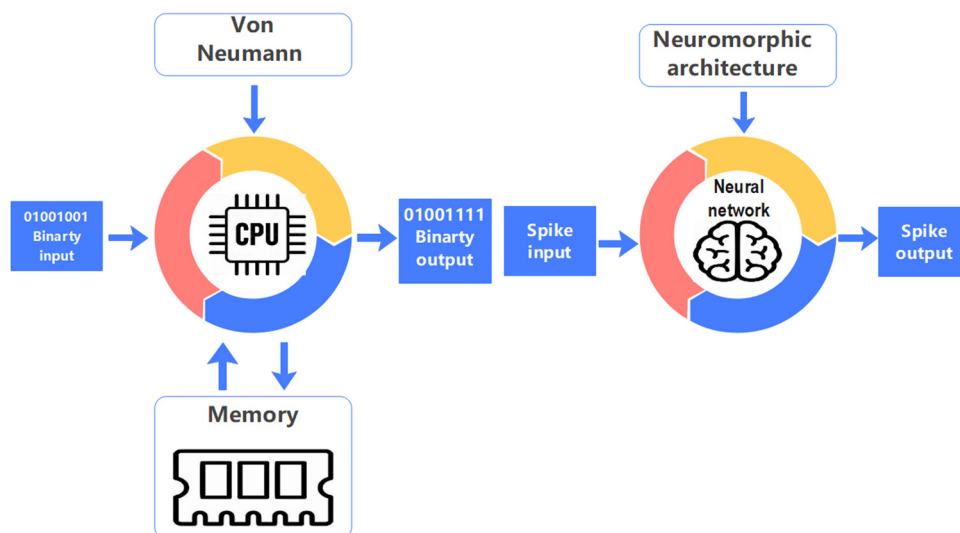 Von
Neumann
Neuromorphic
architecture
01001001
Binarty
input
CPU
01001111
Binarty
output
Spike
input
Neural
network
Spike
output
Memory